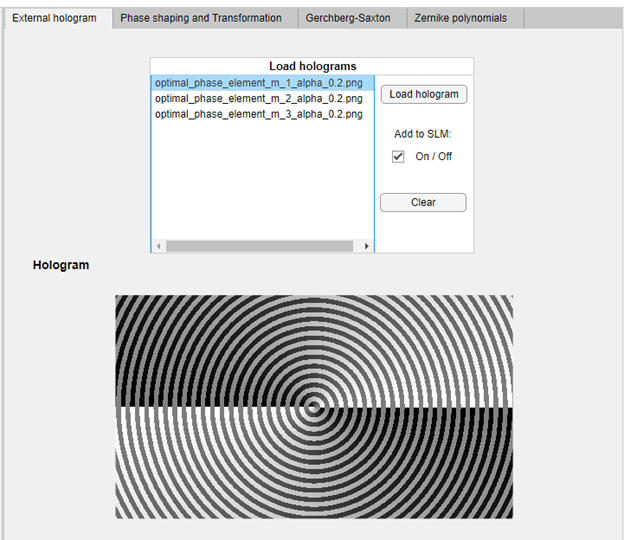 External hologram Phase shaping and Transformation Gerchberg-Saxton Zernike polynomials
Load holograms
optimal_phase_element_m_1_alpha_0.2.png
optimal_phase_element_m_2_alpha_0.2.png
optimal_phase_element_m_3_alpha_0.2.png
Load hologram
Add to SLM:
On / Off
Clear
Hologram